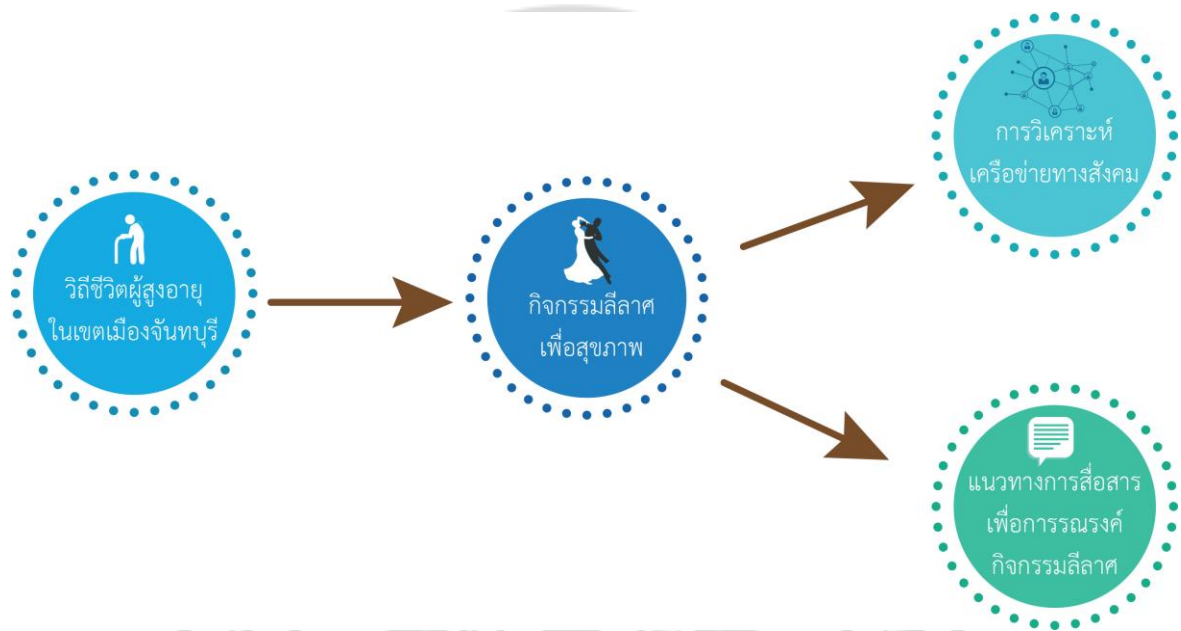 วิถีชีวิตผู้สูงอายุ
ในเขตเมืองจันทบุรี
กิจกรรมลีลาศ
เพื่อสุขภาพ
การวิเคราะห์
เครือข่ายทางสังคม
แนวทางการสื่อสาร
เพื่อการรณรงค์
กิจกรรมลีลาศ